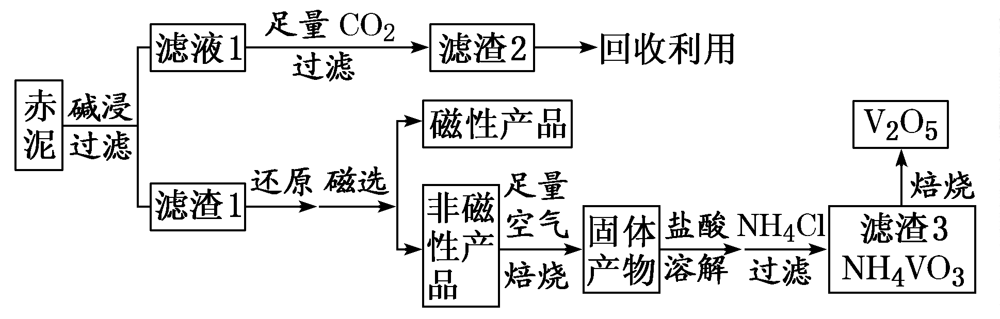 赤泥
碱浸
过滤
滤液1
足量 CO₂
过滤
滤渣2
回收利用
滤渣1
还原
磁选
磁性产品
非磁性产品
足量
空气
焙烧
固体
产物
盐酸
溶解
NH₄Cl
过滤
滤渣3
NH₄VO₃
焙烧
V₂O₅